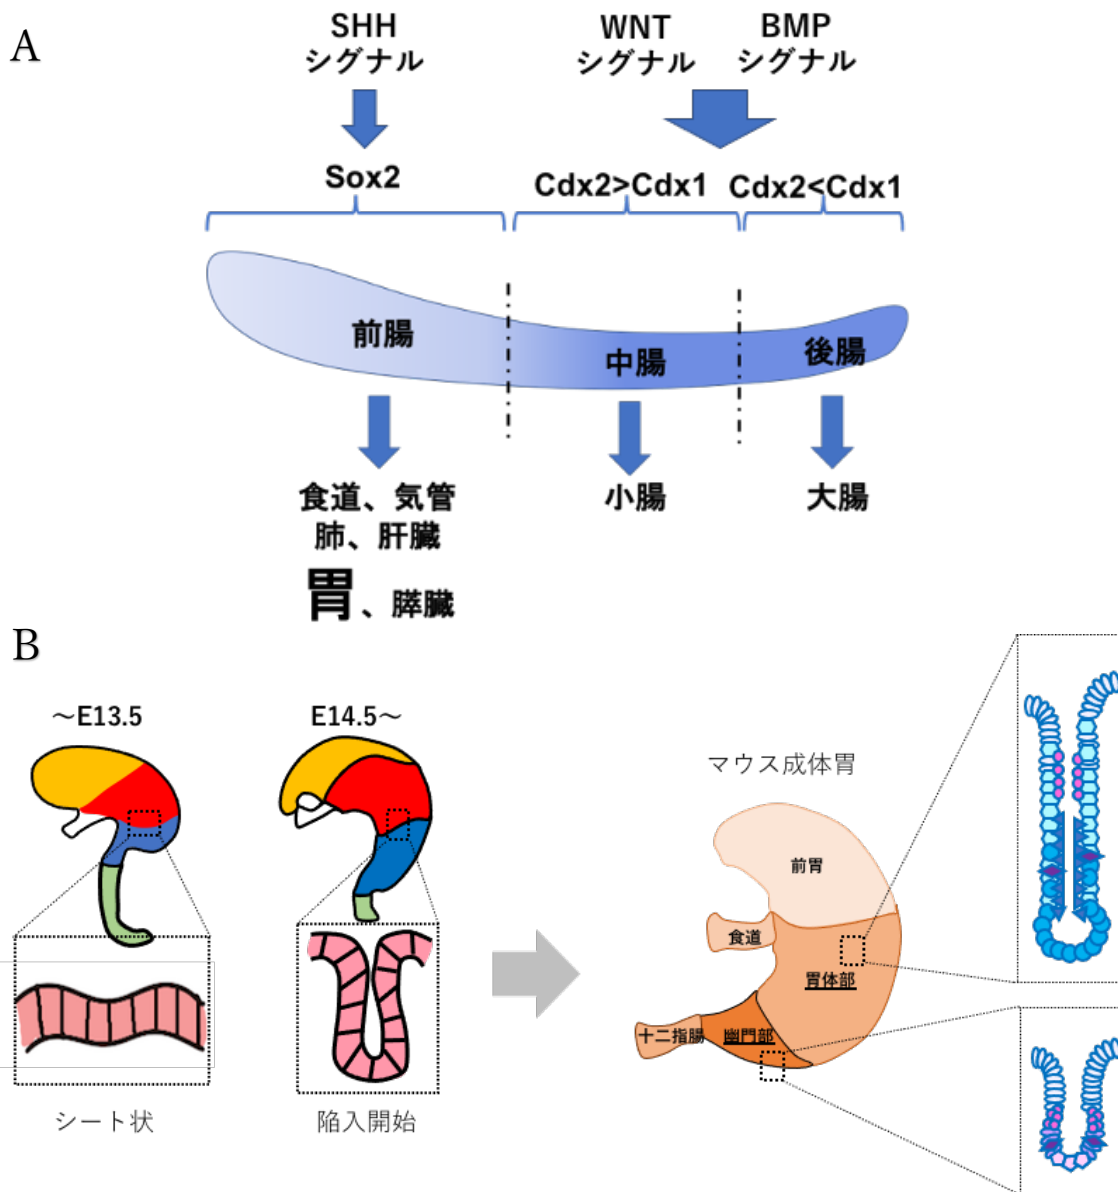 A
SHH
シグナル
WNT
シグナル
BMP
シグナル
Sox2
Cdx2>Cdx1
Cdx2<Cdx1
前腸
中腸
後腸
食道、気管
肺、肝臓
胃、膵臓
小腸
大腸
B
～E13.5
E14.5～
シート状
陥入開始
マウス成体胃
前胃
食道
胃体部
十二指腸
幽門部